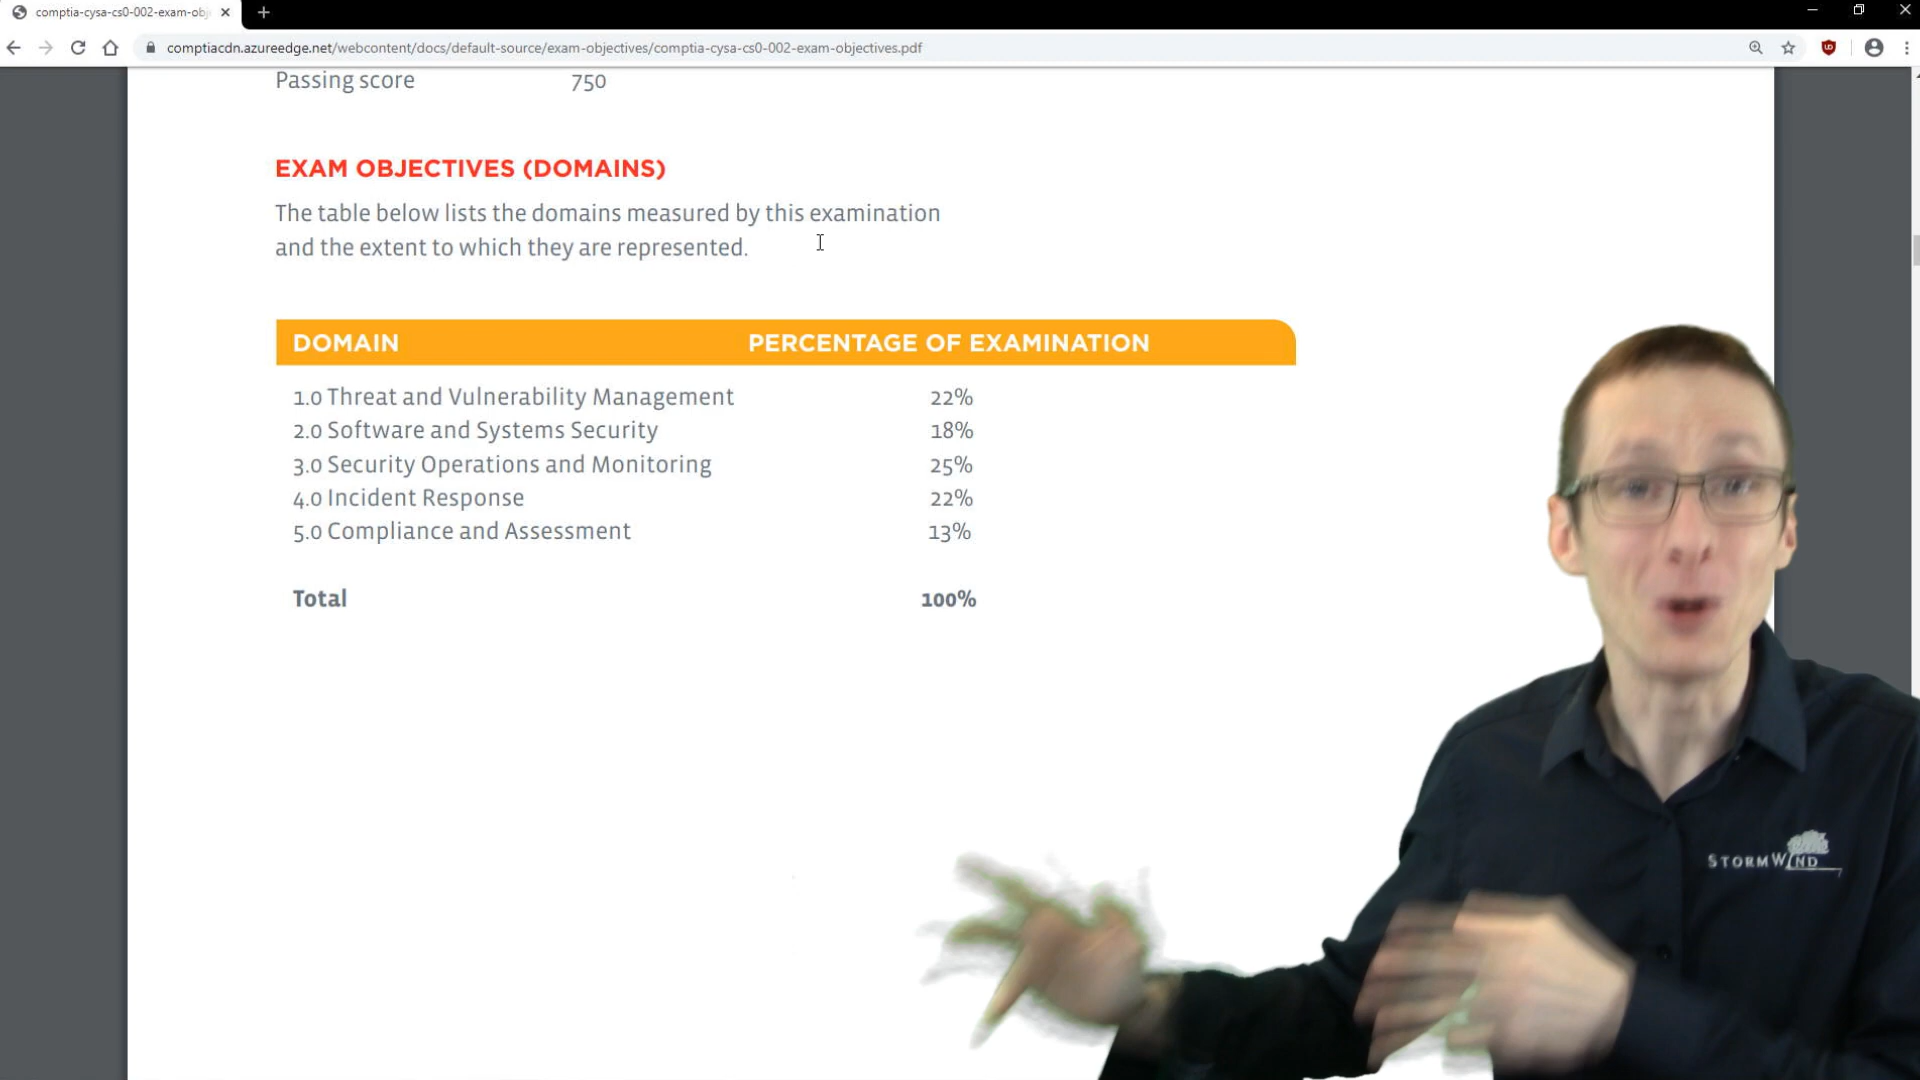 comptia-cysa-cs0-002-exam-obj
comptiacdn.azureedge.net/webcontent/docs/default-source/exam-objectives/comptia-cysa-cs0-002-exam-objectives.pdf
Passing score 750
EXAM OBJECTIVES (DOMAINS)
The table below lists the domains measured by this examination
and the extent to which they are represented.
DOMAIN PERCENTAGE OF EXAMINATION
1.0 Threat and Vulnerability Management 22%
2.0 Software and Systems Security 18%
3.0 Security Operations and Monitoring 25%
4.0 Incident Response 22%
5.0 Compliance and Assessment 13%
Total 100%
STORMWIND